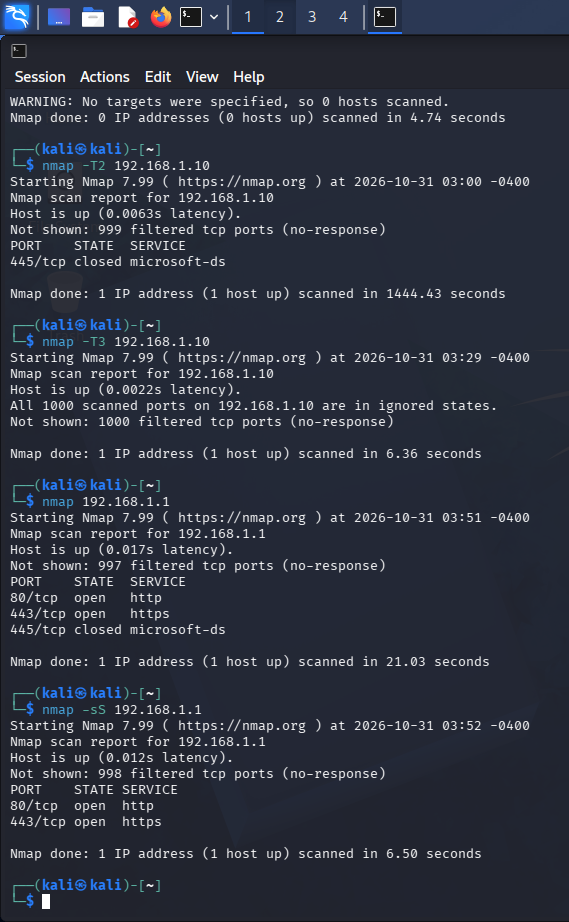 1 2 3 4
Session Actions Edit View Help
WARNING: No targets were specified, so 0 hosts scanned.
Nmap done: 0 IP addresses (0 hosts up) scanned in 4.74 seconds
┌──(kali㉿kali)-[~]
└─$ nmap -T2 192.168.1.10
Starting Nmap 7.99 ( https://nmap.org ) at 2026-10-31 03:00 -0400
Nmap scan report for 192.168.1.10
Host is up (0.0063s latency).
Not shown: 999 filtered tcp ports (no-response)
PORT    STATE  SERVICE
445/tcp closed microsoft-ds
Nmap done: 1 IP address (1 host up) scanned in 1444.43 seconds
┌──(kali㉿kali)-[~]
└─$ nmap -T3 192.168.1.10
Starting Nmap 7.99 ( https://nmap.org ) at 2026-10-31 03:29 -0400
Nmap scan report for 192.168.1.10
Host is up (0.0022s latency).
All 1000 scanned ports on 192.168.1.10 are in ignored states.
Not shown: 1000 filtered tcp ports (no-response)
Nmap done: 1 IP address (1 host up) scanned in 6.36 seconds
┌──(kali㉿kali)-[~]
└─$ nmap 192.168.1.1
Starting Nmap 7.99 ( https://nmap.org ) at 2026-10-31 03:51 -0400
Nmap scan report for 192.168.1.1
Host is up (0.017s latency).
Not shown: 997 filtered tcp ports (no-response)
PORT    STATE  SERVICE
80/tcp  open   http
443/tcp open   https
445/tcp closed microsoft-ds
Nmap done: 1 IP address (1 host up) scanned in 21.03 seconds
┌──(kali㉿kali)-[~]
└─$ nmap -sS 192.168.1.1
Starting Nmap 7.99 ( https://nmap.org ) at 2026-10-31 03:52 -0400
Nmap scan report for 192.168.1.1
Host is up (0.012s latency).
Not shown: 998 filtered tcp ports (no-response)
PORT    STATE SERVICE
80/tcp  open  http
443/tcp open  https
Nmap done: 1 IP address (1 host up) scanned in 6.50 seconds
┌──(kali㉿kali)-[~]
└─$